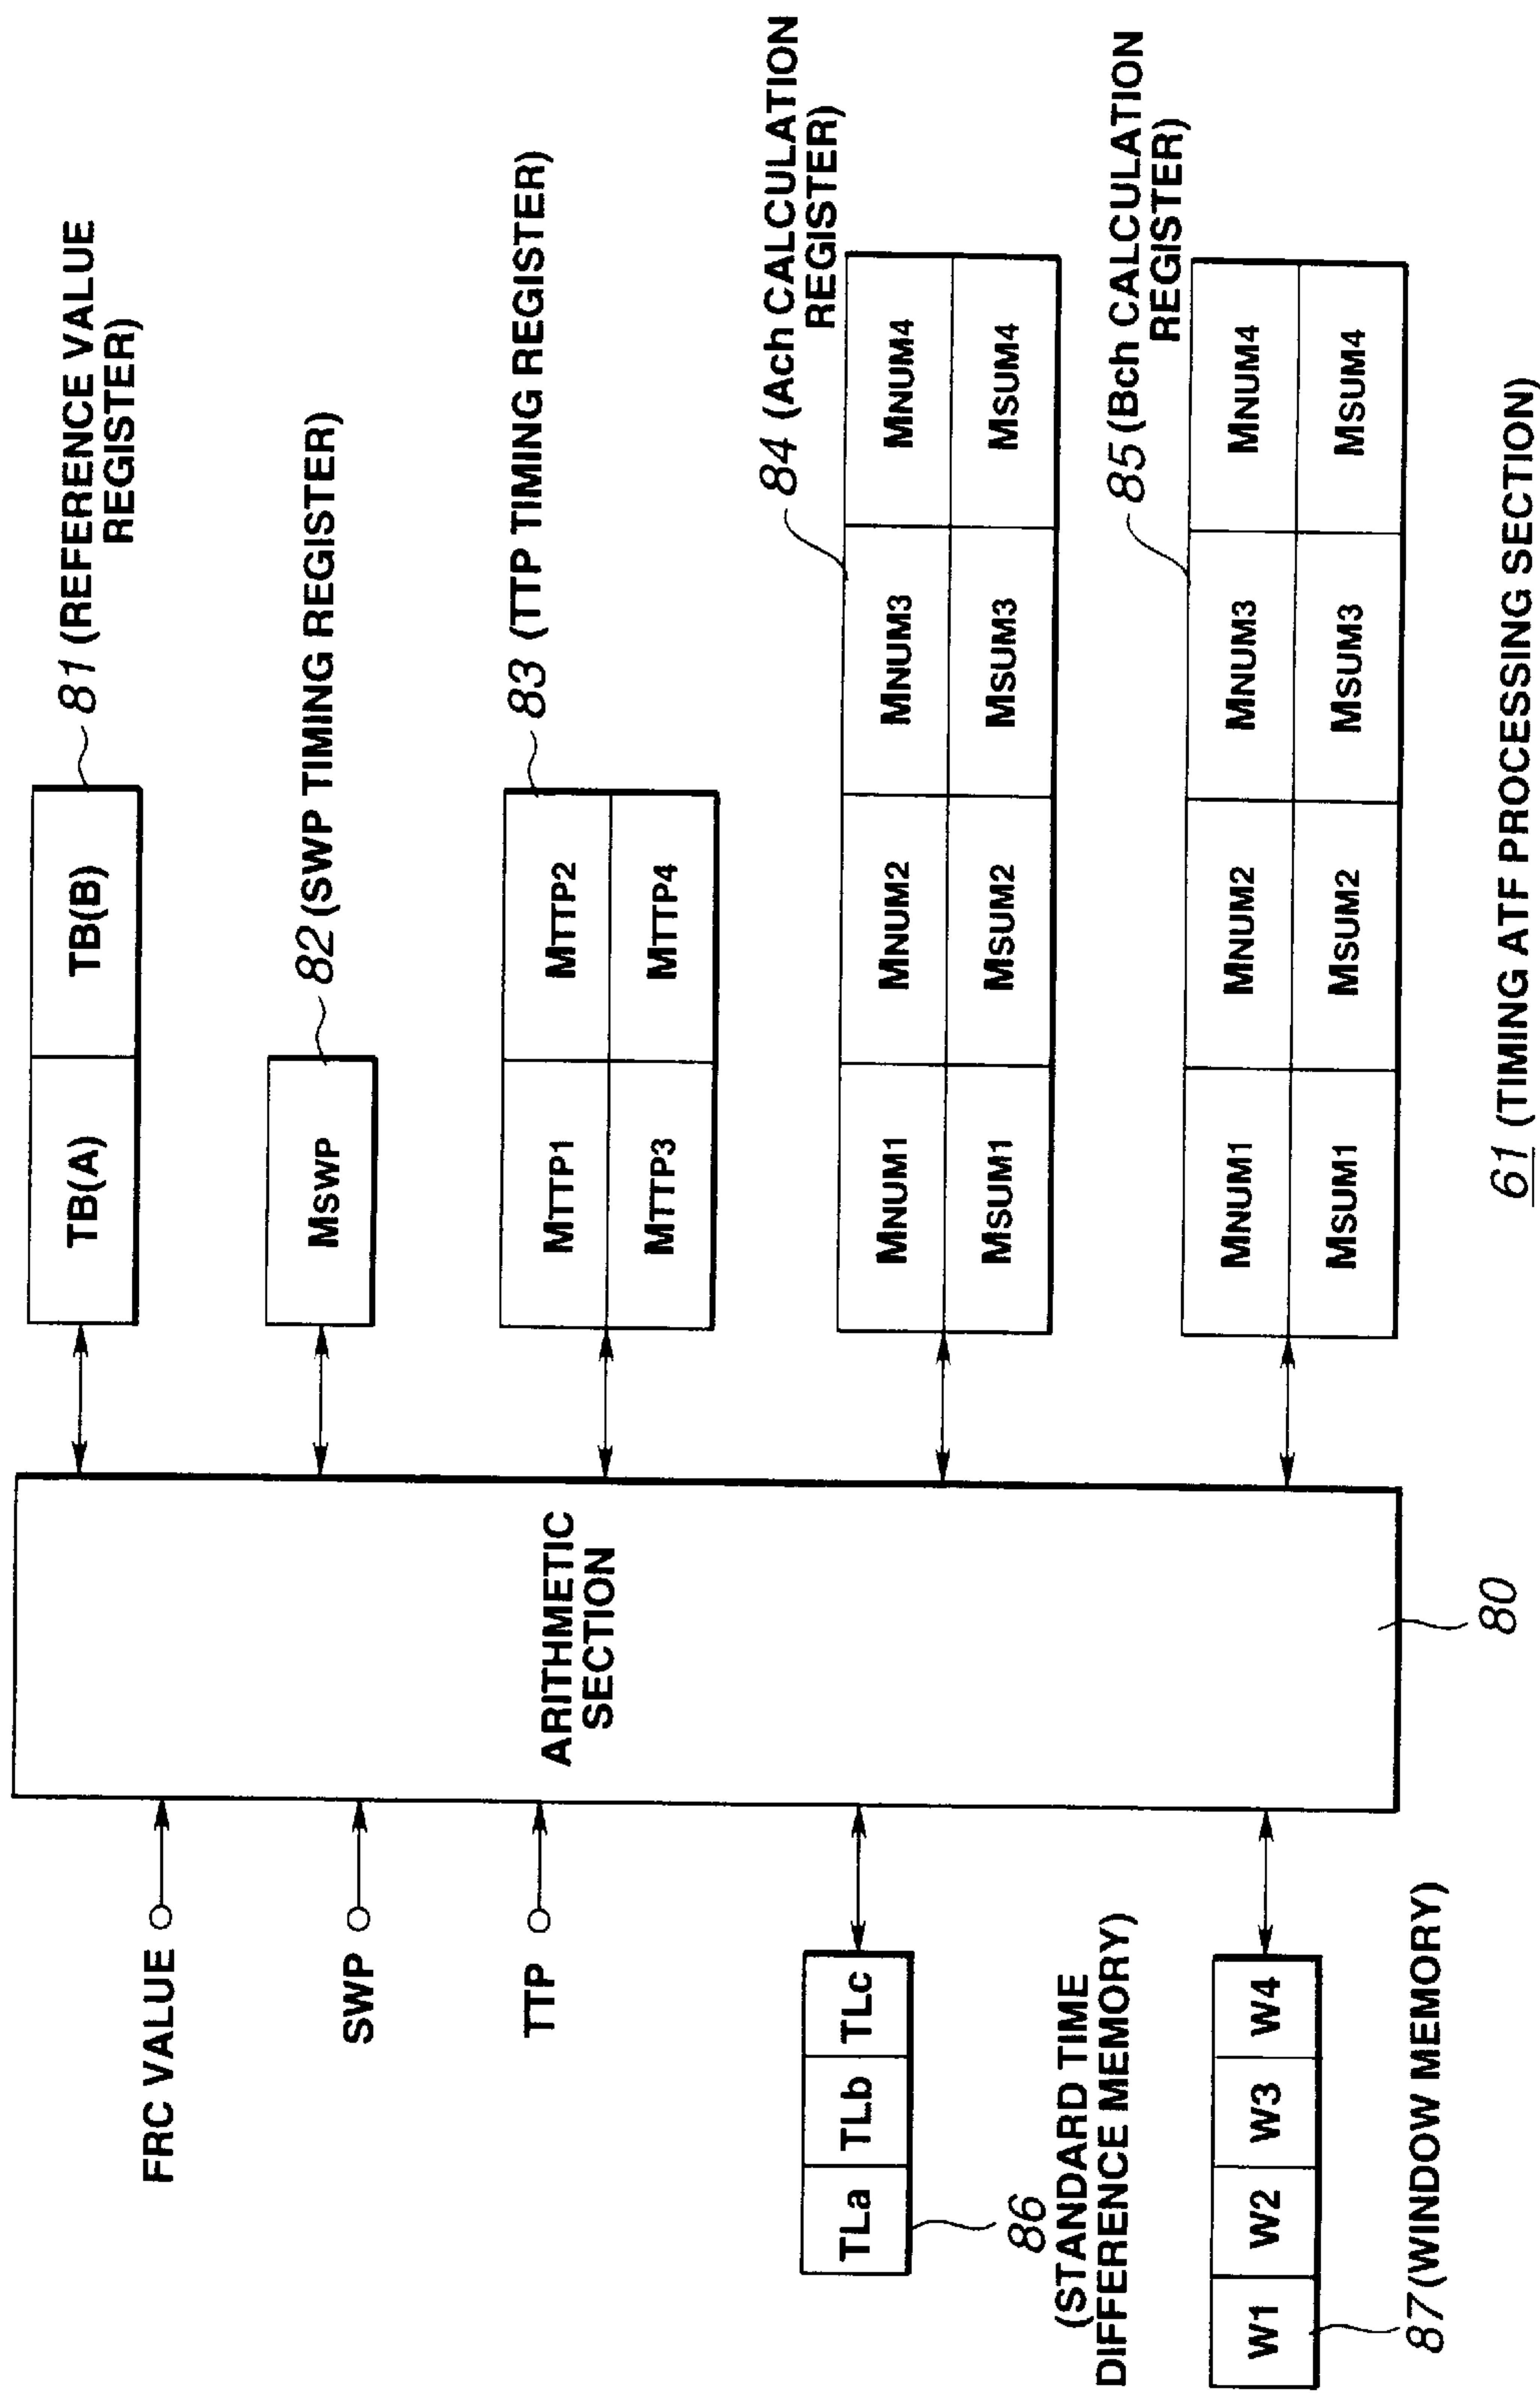 FRC VALUE
SWP
TTP
TLa TLb TLc
86
(STANDARD TIME
DIFFERENCE MEMORY)
W1 W2 W3 W4
87 (WINDOW MEMORY)
ARITHMETIC
SECTION
80
TB(A) TB(B)
81 (REFERENCE VALUE
REGISTER)
MSWP
82 (SWP TIMING REGISTER)
MTTP1 MTTP2
MTTP3 MTTP4
83 (TTP TIMING REGISTER)
MNUM1 MNUM2 MNUM3 MNUM4
MSUM1 MSUM2 MSUM3 MSUM4
84 (Ach CALCULATION
REGISTER)
MNUM1 MNUM2 MNUM3 MNUM4
MSUM1 MSUM2 MSUM3 MSUM4
85 (Bch CALCULATION
REGISTER)
61 (TIMING ATF PROCESSING SECTION)